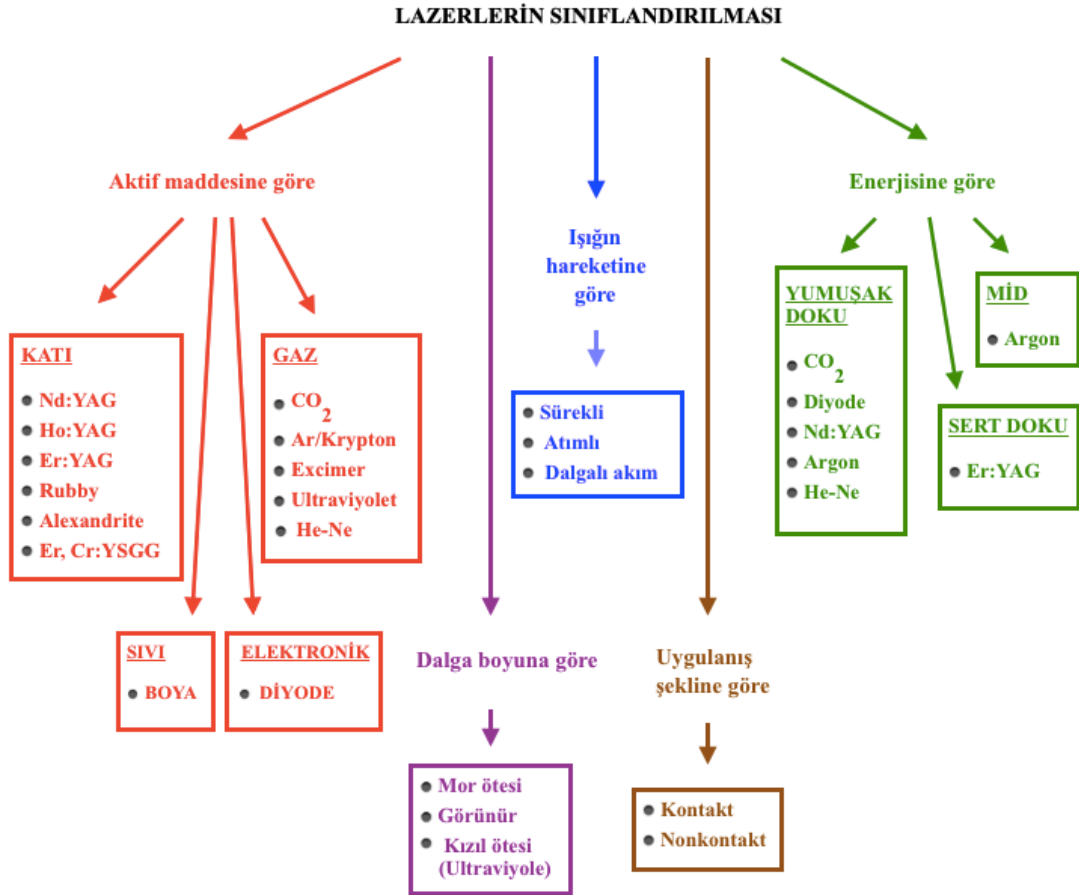 LAZERLERİN SINIFLANDIRILMASI
Aktif maddesine göre
KATI
Nd:YAG
Ho:YAG
Er:YAG
Rubby
Alexandrite
Er, Cr:YSGG
GAZ
CO2
Ar/Krypton
Excimer
Ultraviyolet
He-Ne
SIVI
BOYA
ELEKTRONİK
DİYODE
Dalga boyuna göre
Mor ötesi
Görünür
Kızıl ötesi
(Ultraviyole)
Işığın
hareketine
göre
Sürekli
Atımlı
Dalgalı akım
Uygulanış
şekline göre
Kontakt
Nonkontakt
Enerjisine göre
YUMUŞAK
DOKU
CO2
Diyode
Nd:YAG
Argon
He-Ne
MİD
Argon
SERT DOKU
Er:YAG